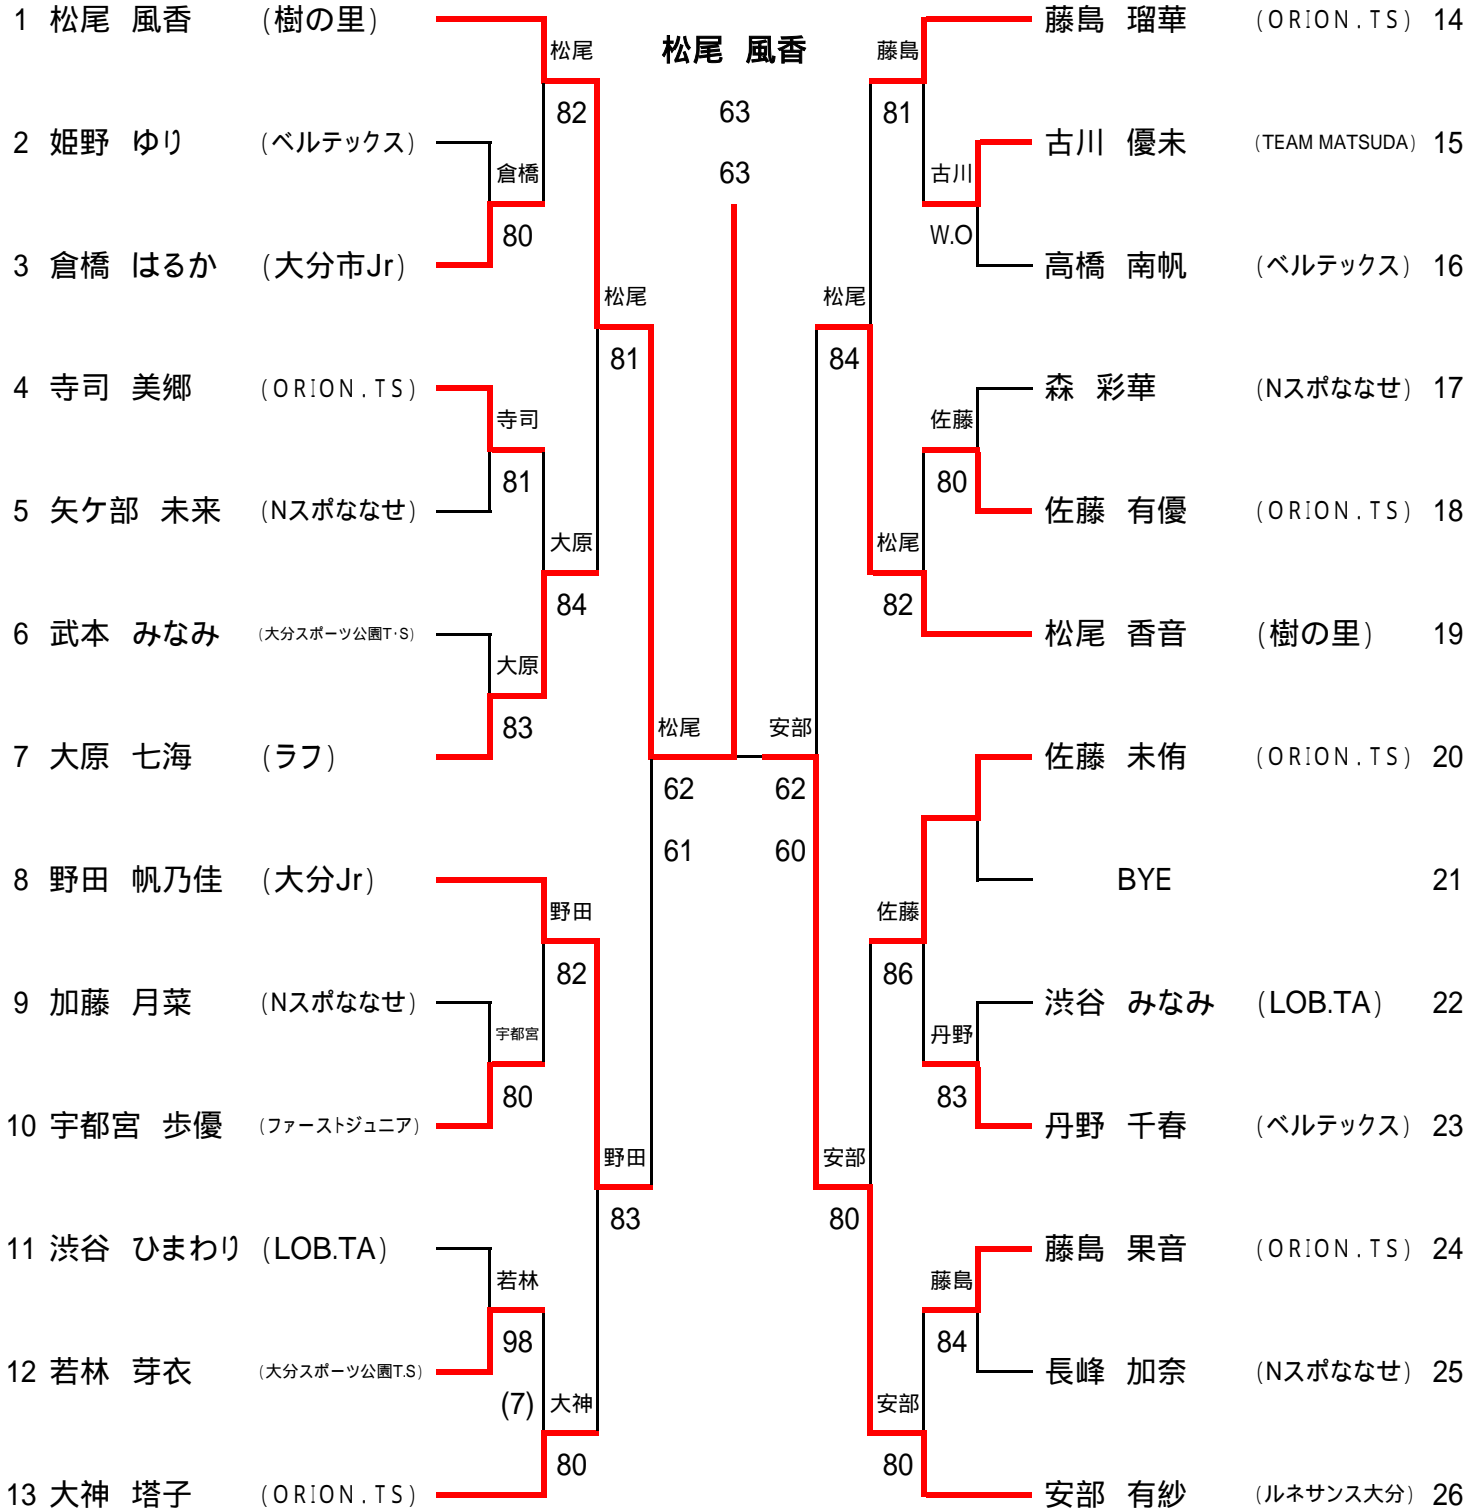 1 松尾 風香 (樹の里)
2 姫野 ゆり (ベルテックス)
3 倉橋 はるか (大分市Jr)
4 寺司 美郷 (ORION.TS)
5 矢ケ部 未来 (Nスポななせ)
6 武本 みなみ (大分スポーツ公園T·S)
7 大原 七海 (ラフ)
8 野田 帆乃佳 (大分Jr)
9 加藤 月菜 (Nスポななせ)
10 宇都宮 歩優 (ファーストジュニア)
11 渋谷 ひまわり (LOB.TA)
12 若林 芽衣 (大分スポーツ公園T.S)
13 大神 塔子 (ORION.TS)
倉橋
80
寺司
81
大原
83
宇都宮
80
若林
98
(7)
松尾
82
大原
84
野田
82
大神
80
松尾
81
野田
83
松尾
62
61
松尾 風香
63
63
安部
62
60
松尾
84
安部
80
藤島
81
松尾
82
佐藤
86
安部
80
古川
W.O
佐藤
80
丹野
83
藤島
84
藤島 瑠華 (ORION.TS) 14
古川 優未 (TEAM MATSUDA) 15
高橋 南帆 (ベルテックス) 16
森 彩華 (Nスポななせ) 17
佐藤 有優 (ORION.TS) 18
松尾 香音 (樹の里) 19
佐藤 未侑 (ORION.TS) 20
BYE 21
渋谷 みなみ (LOB.TA) 22
丹野 千春 (ベルテックス) 23
藤島 果音 (ORION.TS) 24
長峰 加奈 (Nスポななせ) 25
安部 有紗 (ルネサンス大分) 26